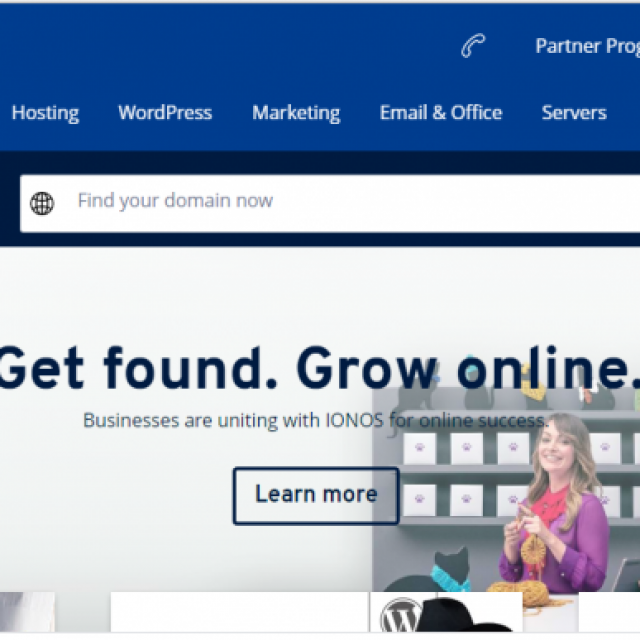 Partner Prog
Hosting WordPress Marketing Email & Office Servers
Find your domain now
Get found. Grow online.
Businesses are uniting with IONOS for online success.
Learn more